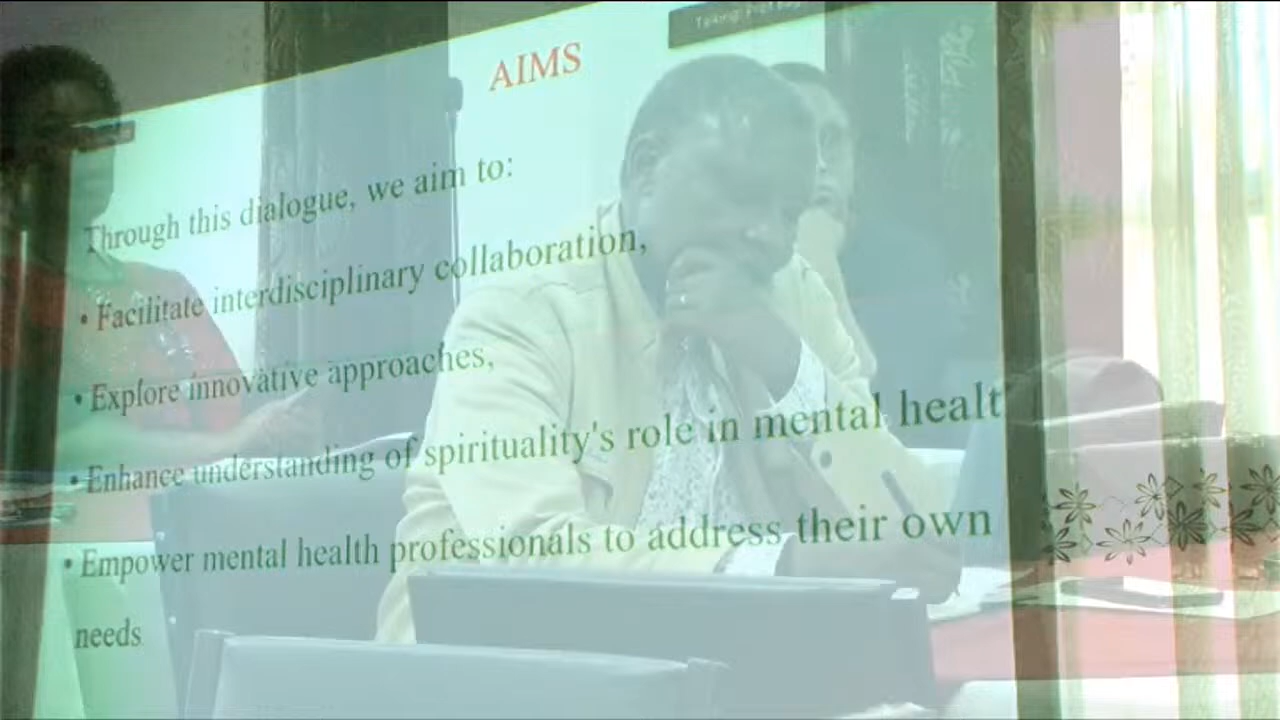 AIMS
Through this dialogue, we aim to:
• Facilitate interdisciplinary collaboration,
• Explore innovative approaches,
• Enhance understanding of spirituality's role in mental healt
• Empower mental health professionals to address their own
needs